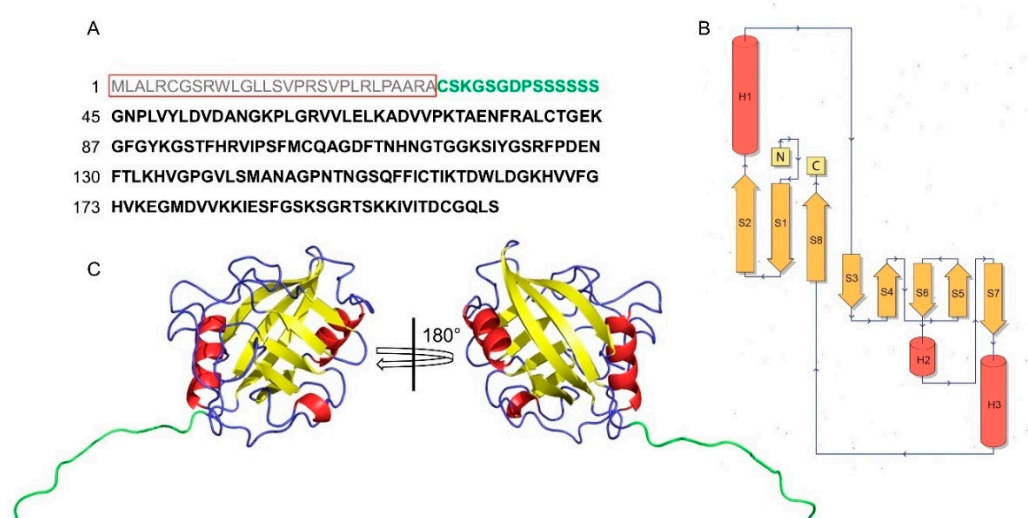 A
1 MLALRCGSRWLGLLSVPRSVPLRLPAARACSKGSGDPSSSSSS
45 GNPLVYLDVDANGKPLGRVVLELKADVVPKTAENFRALCTGEK
87 GFGYKGSTFHRVIPSFMCQAGDFTNHNGTGGKSIYGSRFPDEN
130 FTLKHVGPGVLSMANAGPNTNGSQFFICTIKTDWLDGKHVVFG
173 HVKEGMDVVKKIESFGSKSGRTSKKIVITDCGQLS
B
H1
N
C
S2
S1
S8
S3
S4
S6
S5
S7
H2
H3
C
180°